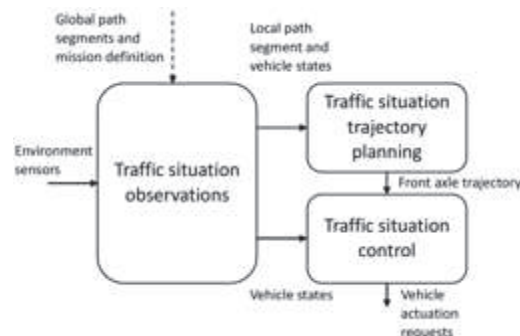 Global path
segments and
mission definition
Local path
segment and
vehicle states
Environment
sensors
Traffic situation
observations
Traffic situation
trajectory
planning
Front axle trajectory
Traffic situation
control
Vehicle states
Vehicle
actuation
requests